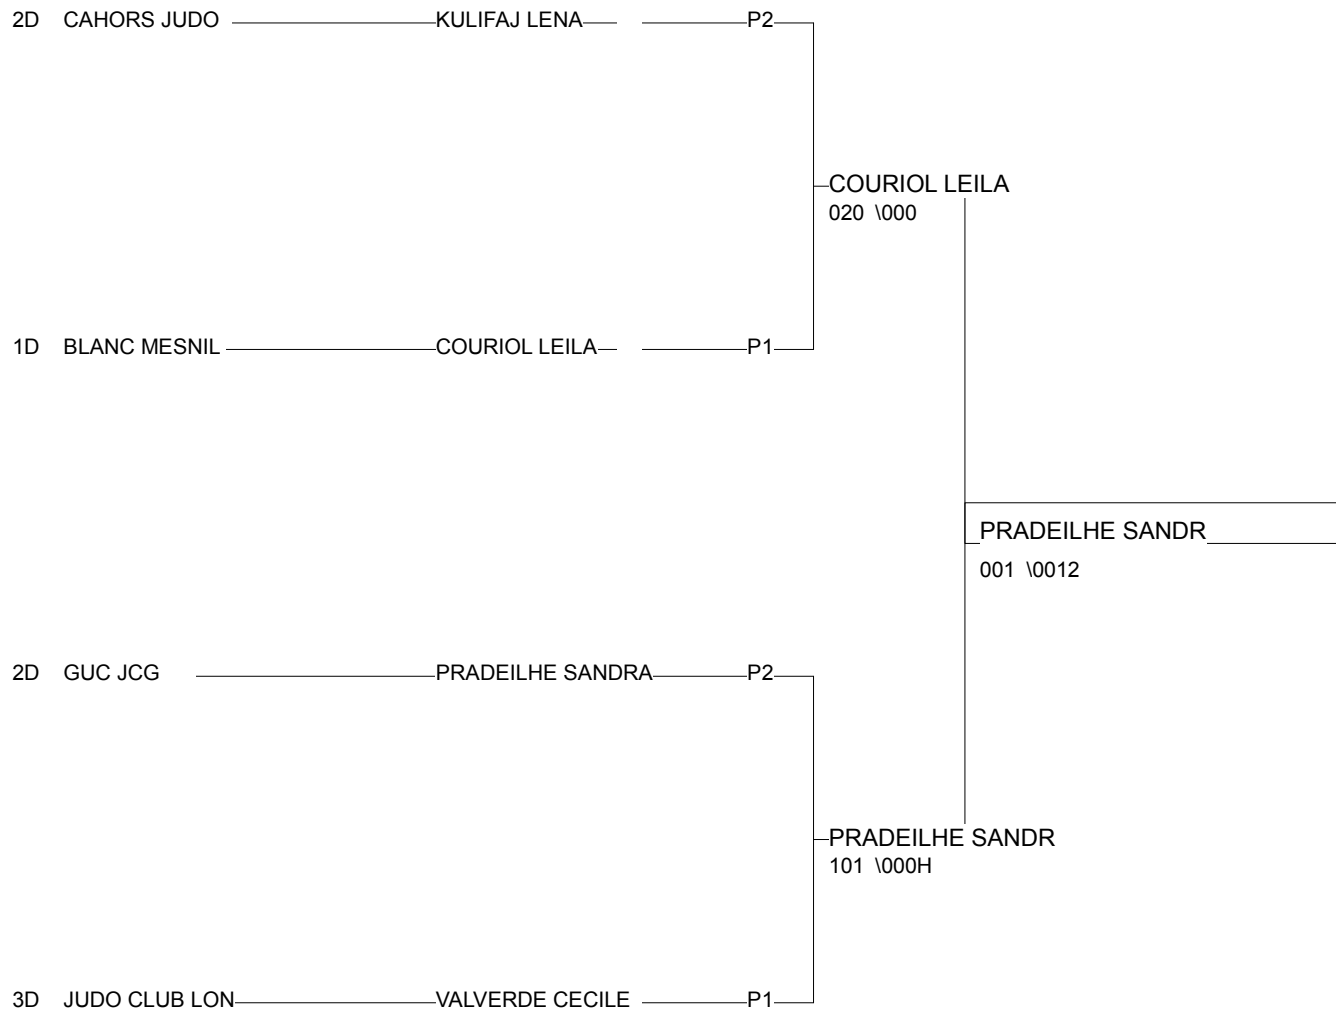 2D CAHORS JUDO KULIFAJ LENA P2
COURIOL LEILA
020 \000
1D BLANC MESNIL COURIOL LEILA P1
PRADEILHE SANDR
001 \0012
2D GUC JCG PRADEILHE SANDRA P2
PRADEILHE SANDR
101 \000H
3D JUDO CLUB LON VALVERDE CECILE P1